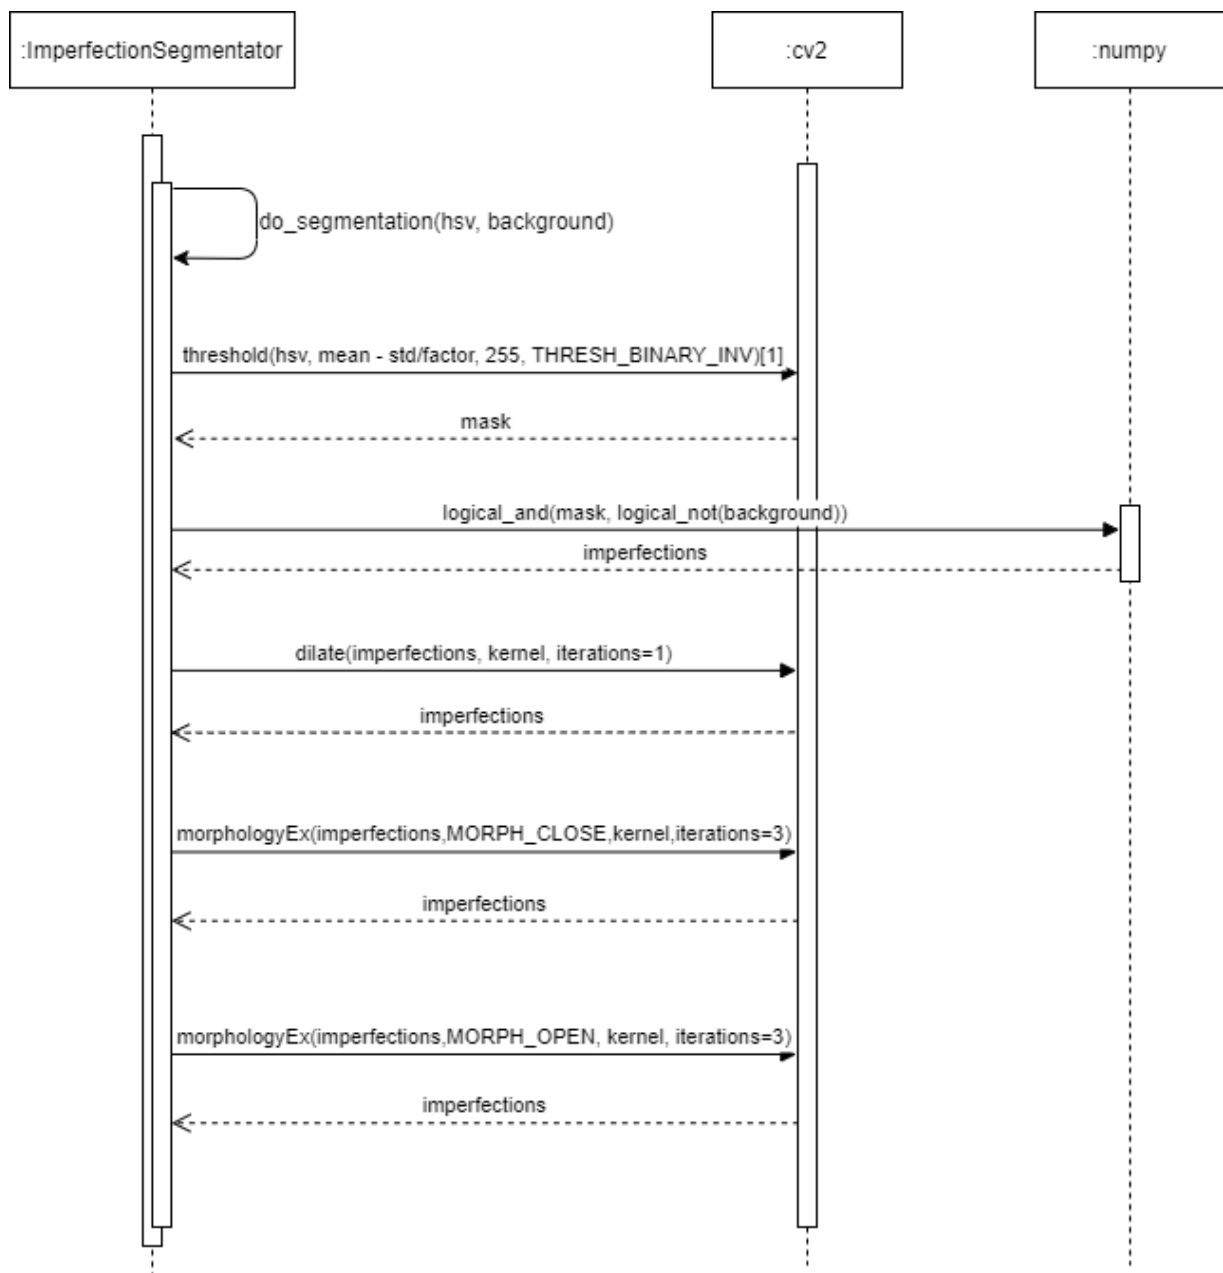 :ImperfectionSegmentator
:cv2
:numpy
do_segmentation(hsv, background)
threshold(hsv, mean - std/factor, 255, THRESH_BINARY_INV)[1]
mask
logical_and(mask, logical_not(background))
imperfections
dilate(imperfections, kernel, iterations=1)
imperfections
morphologyEx(imperfections,MORPH_CLOSE,kernel,iterations=3)
imperfections
morphologyEx(imperfections,MORPH_OPEN, kernel, iterations=3)
imperfections